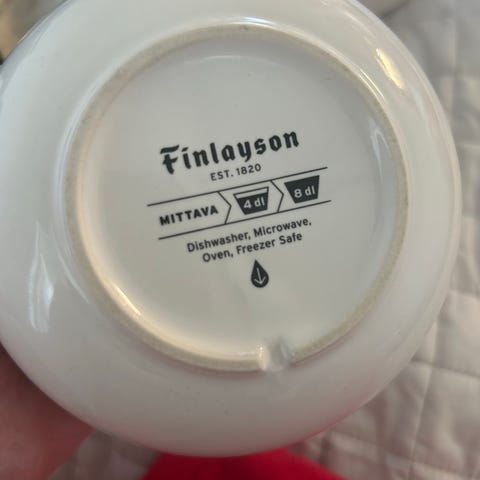 Finlayson
EST. 1820
MITTAVA 4 dl 8 dl
Dishwasher, Microwave,
Oven, Freezer Safe